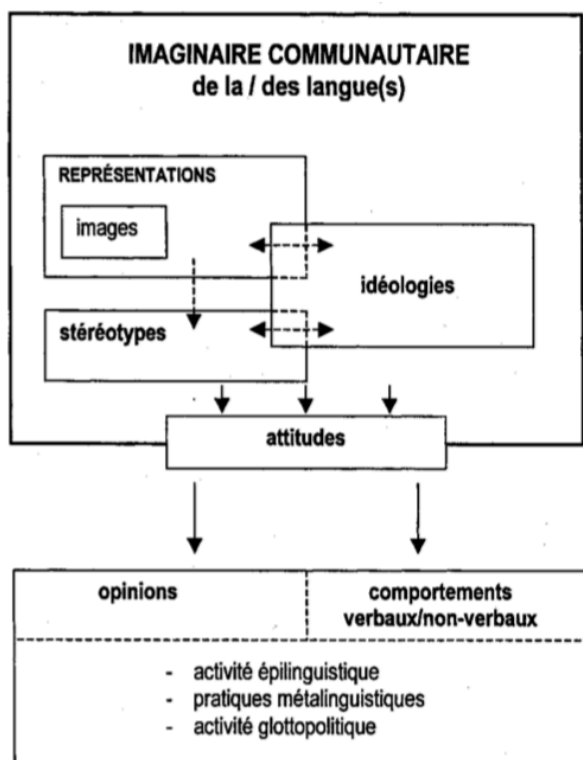 IMAGINAIRE COMMUNAUTAIRE
de la / des langue(s)
REPRÉSENTATIONS
images
idéologies
stéréotypes
attitudes
opinions
comportements
verbaux/non-verbaux
- activité épilinguistique
- pratiques métalinguistiques
- activité glottopolitique